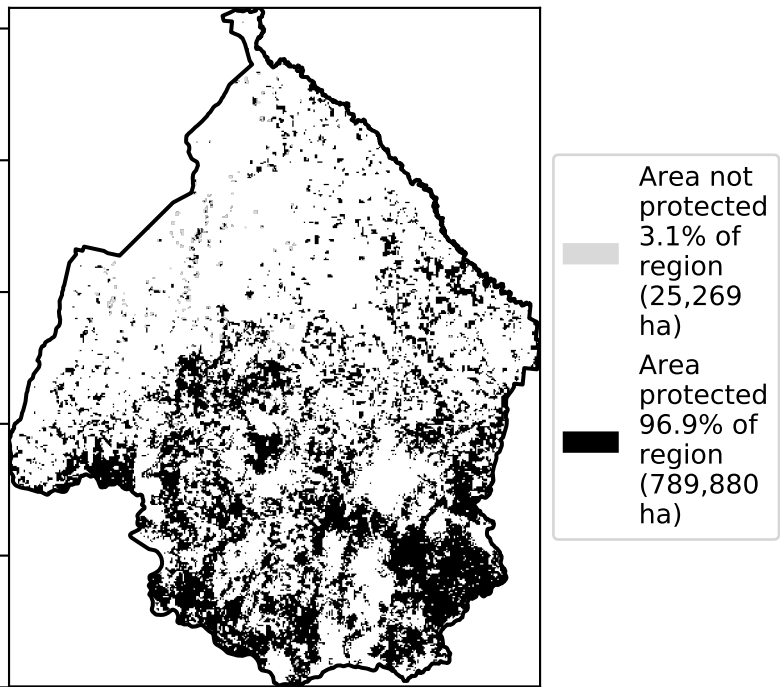 Area not
protected
3.1% of
region
(25,269
ha)
Area
protected
96.9% of
region
(789,880
ha)